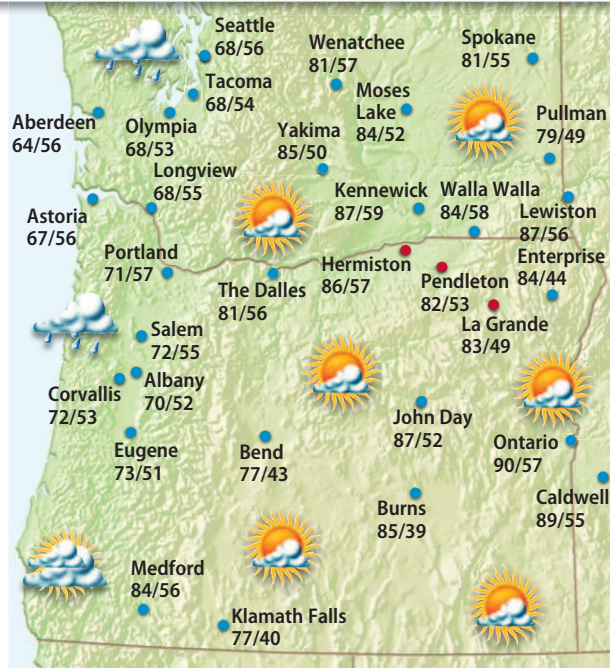 Seattle
68/56
Wenatchee
81/57
Spokane
81/55
Tacoma
68/54
Moses
Lake
84/52
Aberdeen
64/56
Olympia
68/53
Yakima
85/50
Pullman
79/49
Longview
68/55
Kennewick
87/59
Walla Walla
84/58
Lewiston
87/56
Astoria
67/56
Portland
71/57
The Dalles
81/56
Hermiston
86/57
Pendleton
82/53
Enterprise
84/44
La Grande
83/49
Salem
72/55
Albany
70/52
Corvallis
72/53
Eugene
73/51
Bend
77/43
John Day
87/52
Ontario
90/57
Burns
85/39
Caldwell
89/55
Medford
84/56
Klamath Falls
77/40